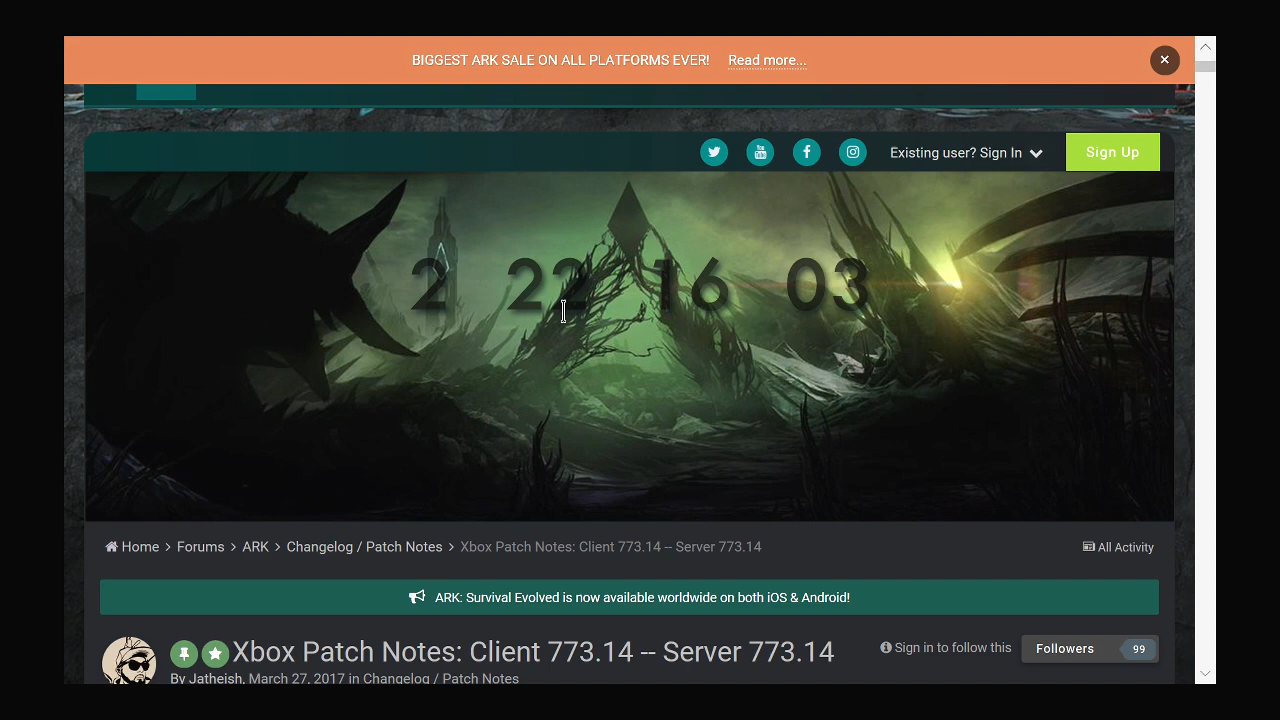 BIGGEST ARK SALE ON ALL PLATFORMS EVER! Read more...
Existing user? Sign In Sign Up
2 22 16 03
Home > Forums > ARK > Changelog / Patch Notes > Xbox Patch Notes: Client 773.14 -- Server 773.14 All Activity
ARK: Survival Evolved is now available worldwide on both iOS & Android!
Xbox Patch Notes: Client 773.14 -- Server 773.14 Sign in to follow this Followers 99
By Jatheish, March 27, 2017 in Changelog / Patch Notes